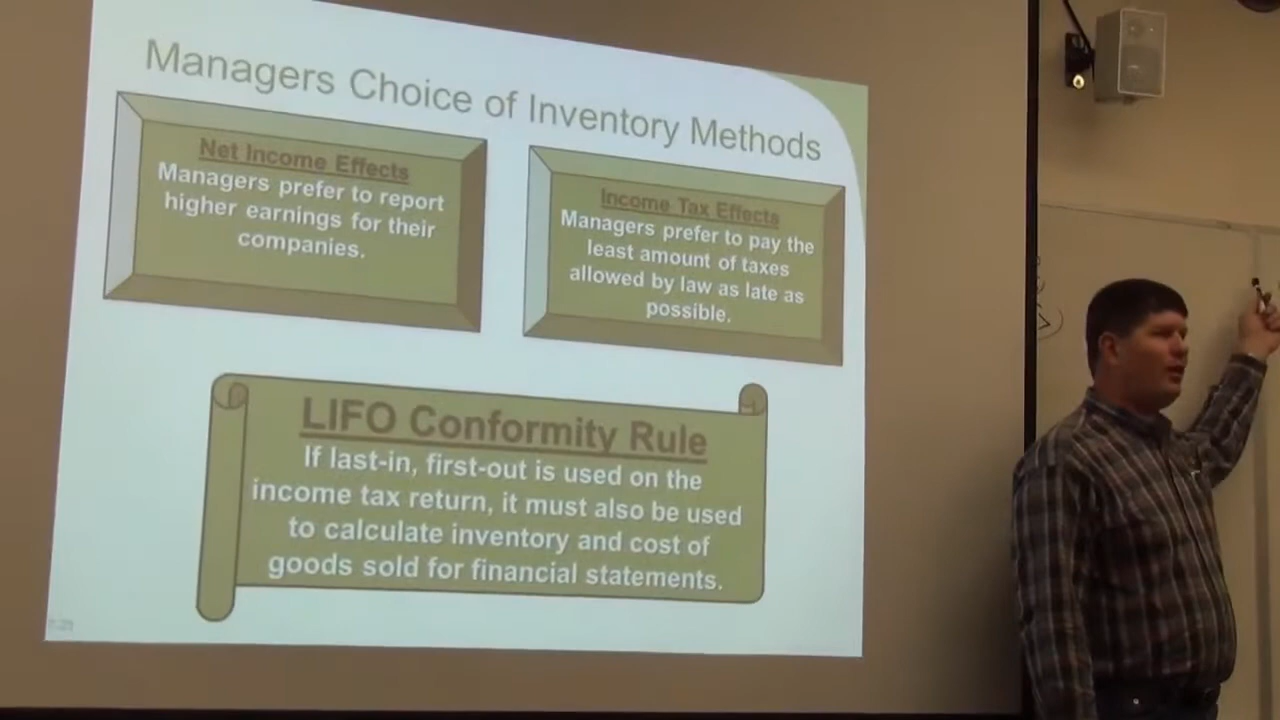 Managers Choice of Inventory Methods
Net Income Effects
Managers prefer to report
higher earnings for their
companies.
Income Tax Effects
Managers prefer to pay the
least amount of taxes
allowed by law as late as
possible.
LIFO Conformity Rule
If last-in, first-out is used on the
income tax return, it must also be used
to calculate inventory and cost of
goods sold for financial statements.